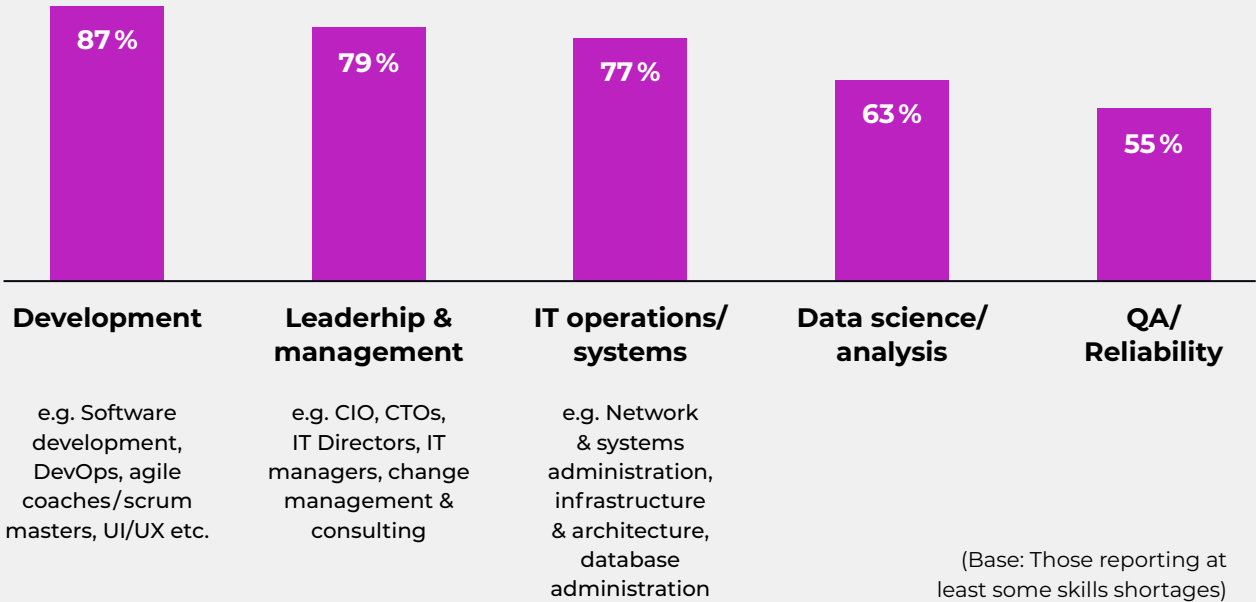 87 %
79 %
77 %
63 %
55 %
Development
e.g. Software
development,
DevOps, agile
coaches/scrum
masters, UI/UX etc.
Leaderhip &
management
e.g. CIO, CTOs,
IT Directors, IT
managers, change
management &
consulting
IT operations/
systems
e.g. Network
& systems
administration,
infrastructure
& architecture,
database
administration
Data science/
analysis
QA/
Reliability
(Base: Those reporting at
least some skills shortages)